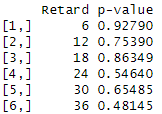 Retard p-value
[1,] 6 0.92790
[2,] 12 0.75390
[3,] 18 0.86349
[4,] 24 0.54640
[5,] 30 0.65485
[6,] 36 0.48145